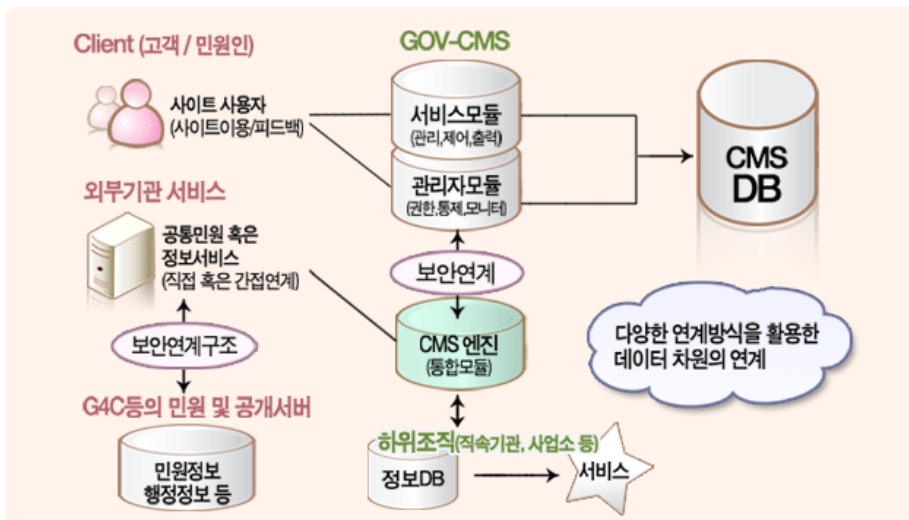 Client (고객 / 민원인)
사이트 사용자
(사이트이용/피드백)
외부기관 서비스
공통민원 혹은
정보서비스
(직접 혹은 간접연계)
보안연계구조
G4C등의 민원 및 공개서버
민원정보
행정정보 등
GOV-CMS
서비스모듈
(관리,제어,출력)
관리자모듈
(권한,통제,모니터)
보안연계
CMS 엔진
(통합모듈)
하위조직(직속기관, 사업소 등)
정보DB
서비스
CMS
DB
다양한 연계방식을 활용한
데이터 차원의 연계